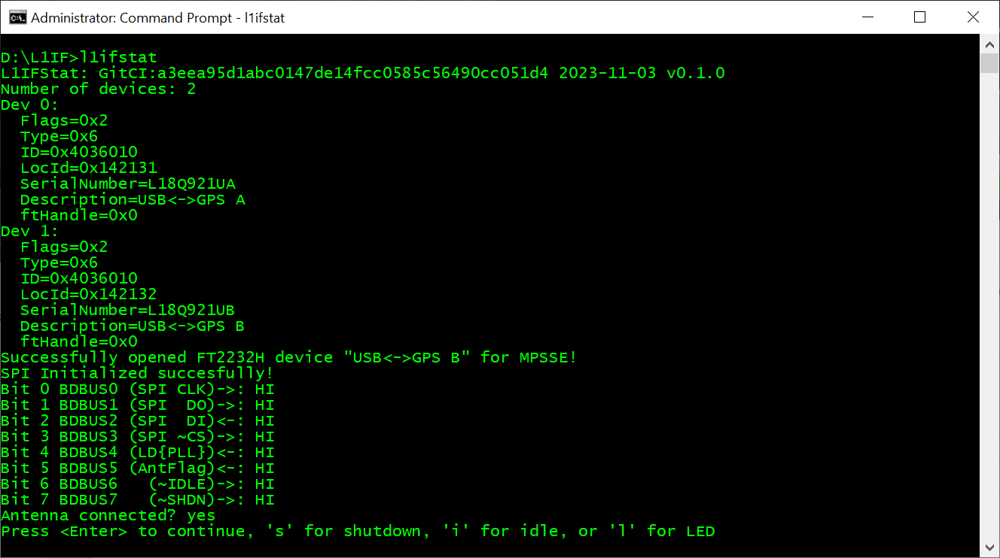 Administrator: Command Prompt - l1ifstat
D:\L1IF>l1ifstat
L1IFStat: GitCI:a3eea95d1abc0147de14fcc0585c56490cc051d4 2023-11-03 v0.1.0
Number of devices: 2
Dev 0:
  Flags=0x2
  Type=0x6
  ID=0x4036010
  LocId=0x142131
  SerialNumber=L18Q921UA
  Description=USB<->GPS A
  ftHandle=0x0
Dev 1:
  Flags=0x2
  Type=0x6
  ID=0x4036010
  LocId=0x142132
  SerialNumber=L18Q921UB
  Description=USB<->GPS B
  ftHandle=0x0
Successfully opened FT2232H device "USB<->GPS B" for MPSSE!
SPI Initialized succesfully!
Bit 0 BDBUS0 (SPI CLK)->: HI
Bit 1 BDBUS1 (SPI  DO)->: HI
Bit 2 BDBUS2 (SPI  DI)<-: HI
Bit 3 BDBUS3 (SPI ~CS)->: HI
Bit 4 BDBUS4 (LD{PLL})<-: HI
Bit 5 BDBUS5 (AntFlag)<-: HI
Bit 6 BDBUS6   (~IDLE)->: HI
Bit 7 BDBUS7   (~SHDN)->: HI
Antenna connected? yes
Press <Enter> to continue, 's' for shutdown, 'i' for idle, or 'l' for LED